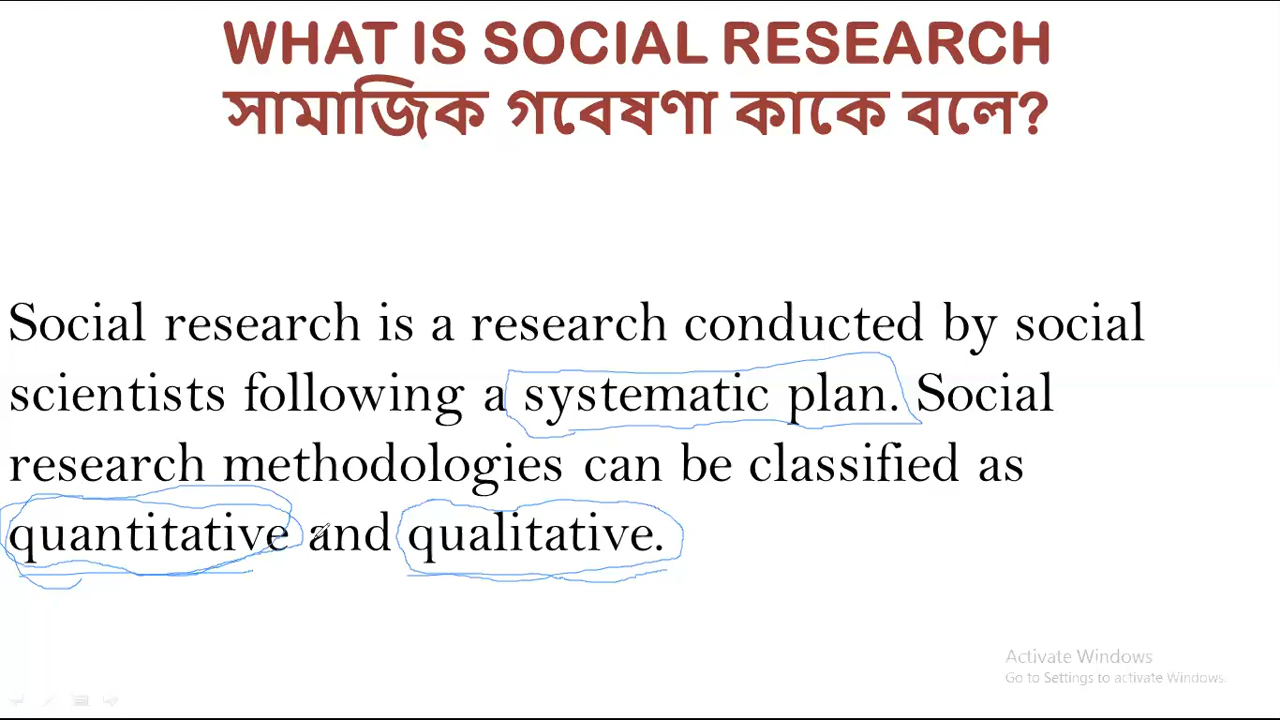 WHAT IS SOCIAL RESEARCH
সামাজিক গবেষণা কাকে বলে?
Social research is a research conducted by social
scientists following a systematic plan. Social
research methodologies can be classified as
quantitative and qualitative.
Activate Windows
Go to Settings to activate Windows.